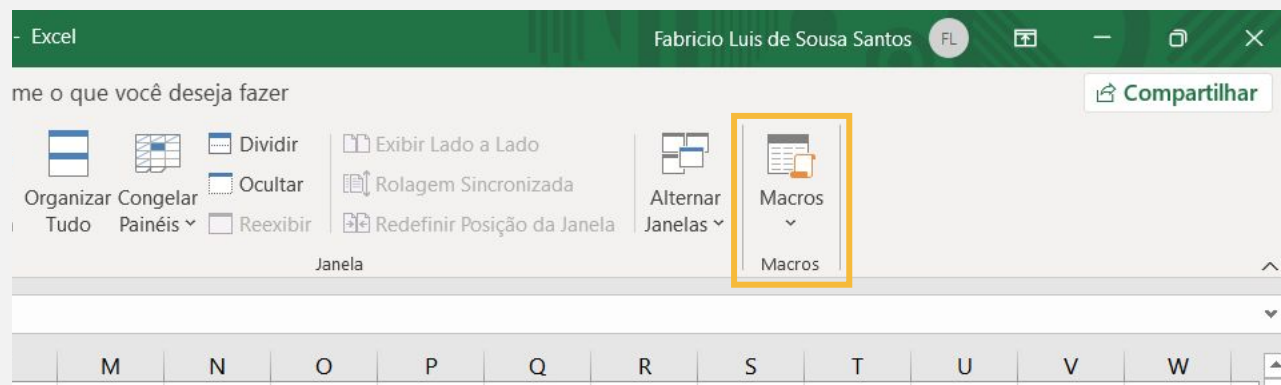 - Excel
Fabricio Luis de Sousa Santos FL
me o que você deseja fazer
Compartilhar
Organizar Tudo
Congelar Painéis
Dividir
Ocultar
Reexibir
Exibir Lado a Lado
Rolagem Sincronizada
Redefinir Posição da Janela
Alternar Janelas
Macros
Janela
Macros
M N O P Q R S T U V W